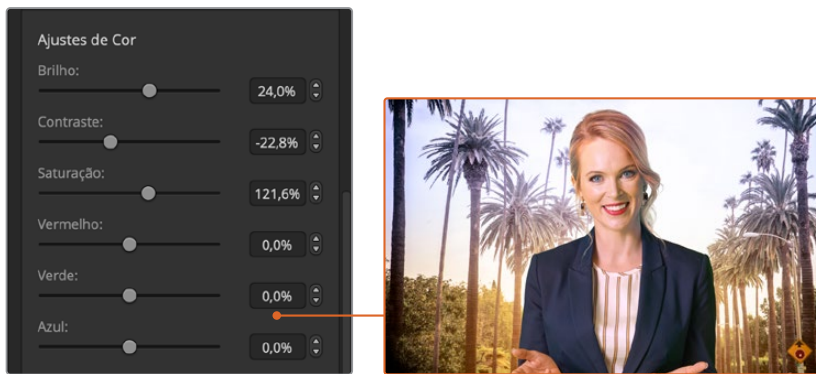 Ajustes de Cor
Brilho:
24,0%
Contraste:
-22,8%
Saturação:
121,6%
Vermelho:
0,0%
Verde:
0,0%
Azul:
0,0%